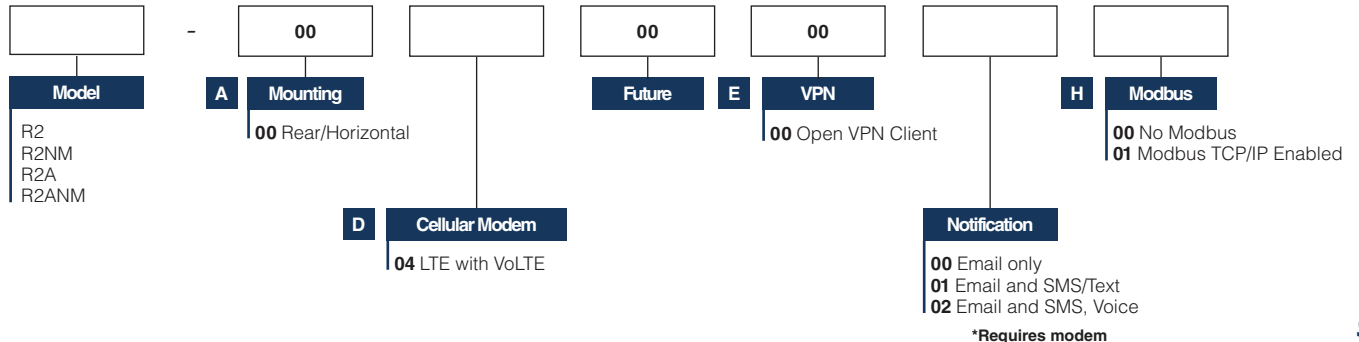 - 00 00 00
Model A Mounting Future E VPN H Modbus
R2
R2NM
R2A
R2ANM
00 Rear/Horizontal
00 Open VPN Client
00 No Modbus
01 Modbus TCP/IP Enabled
D Cellular Modem
04 LTE with VoLTE
Notification
00 Email only
01 Email and SMS/Text
02 Email and SMS, Voice
*Requires modem